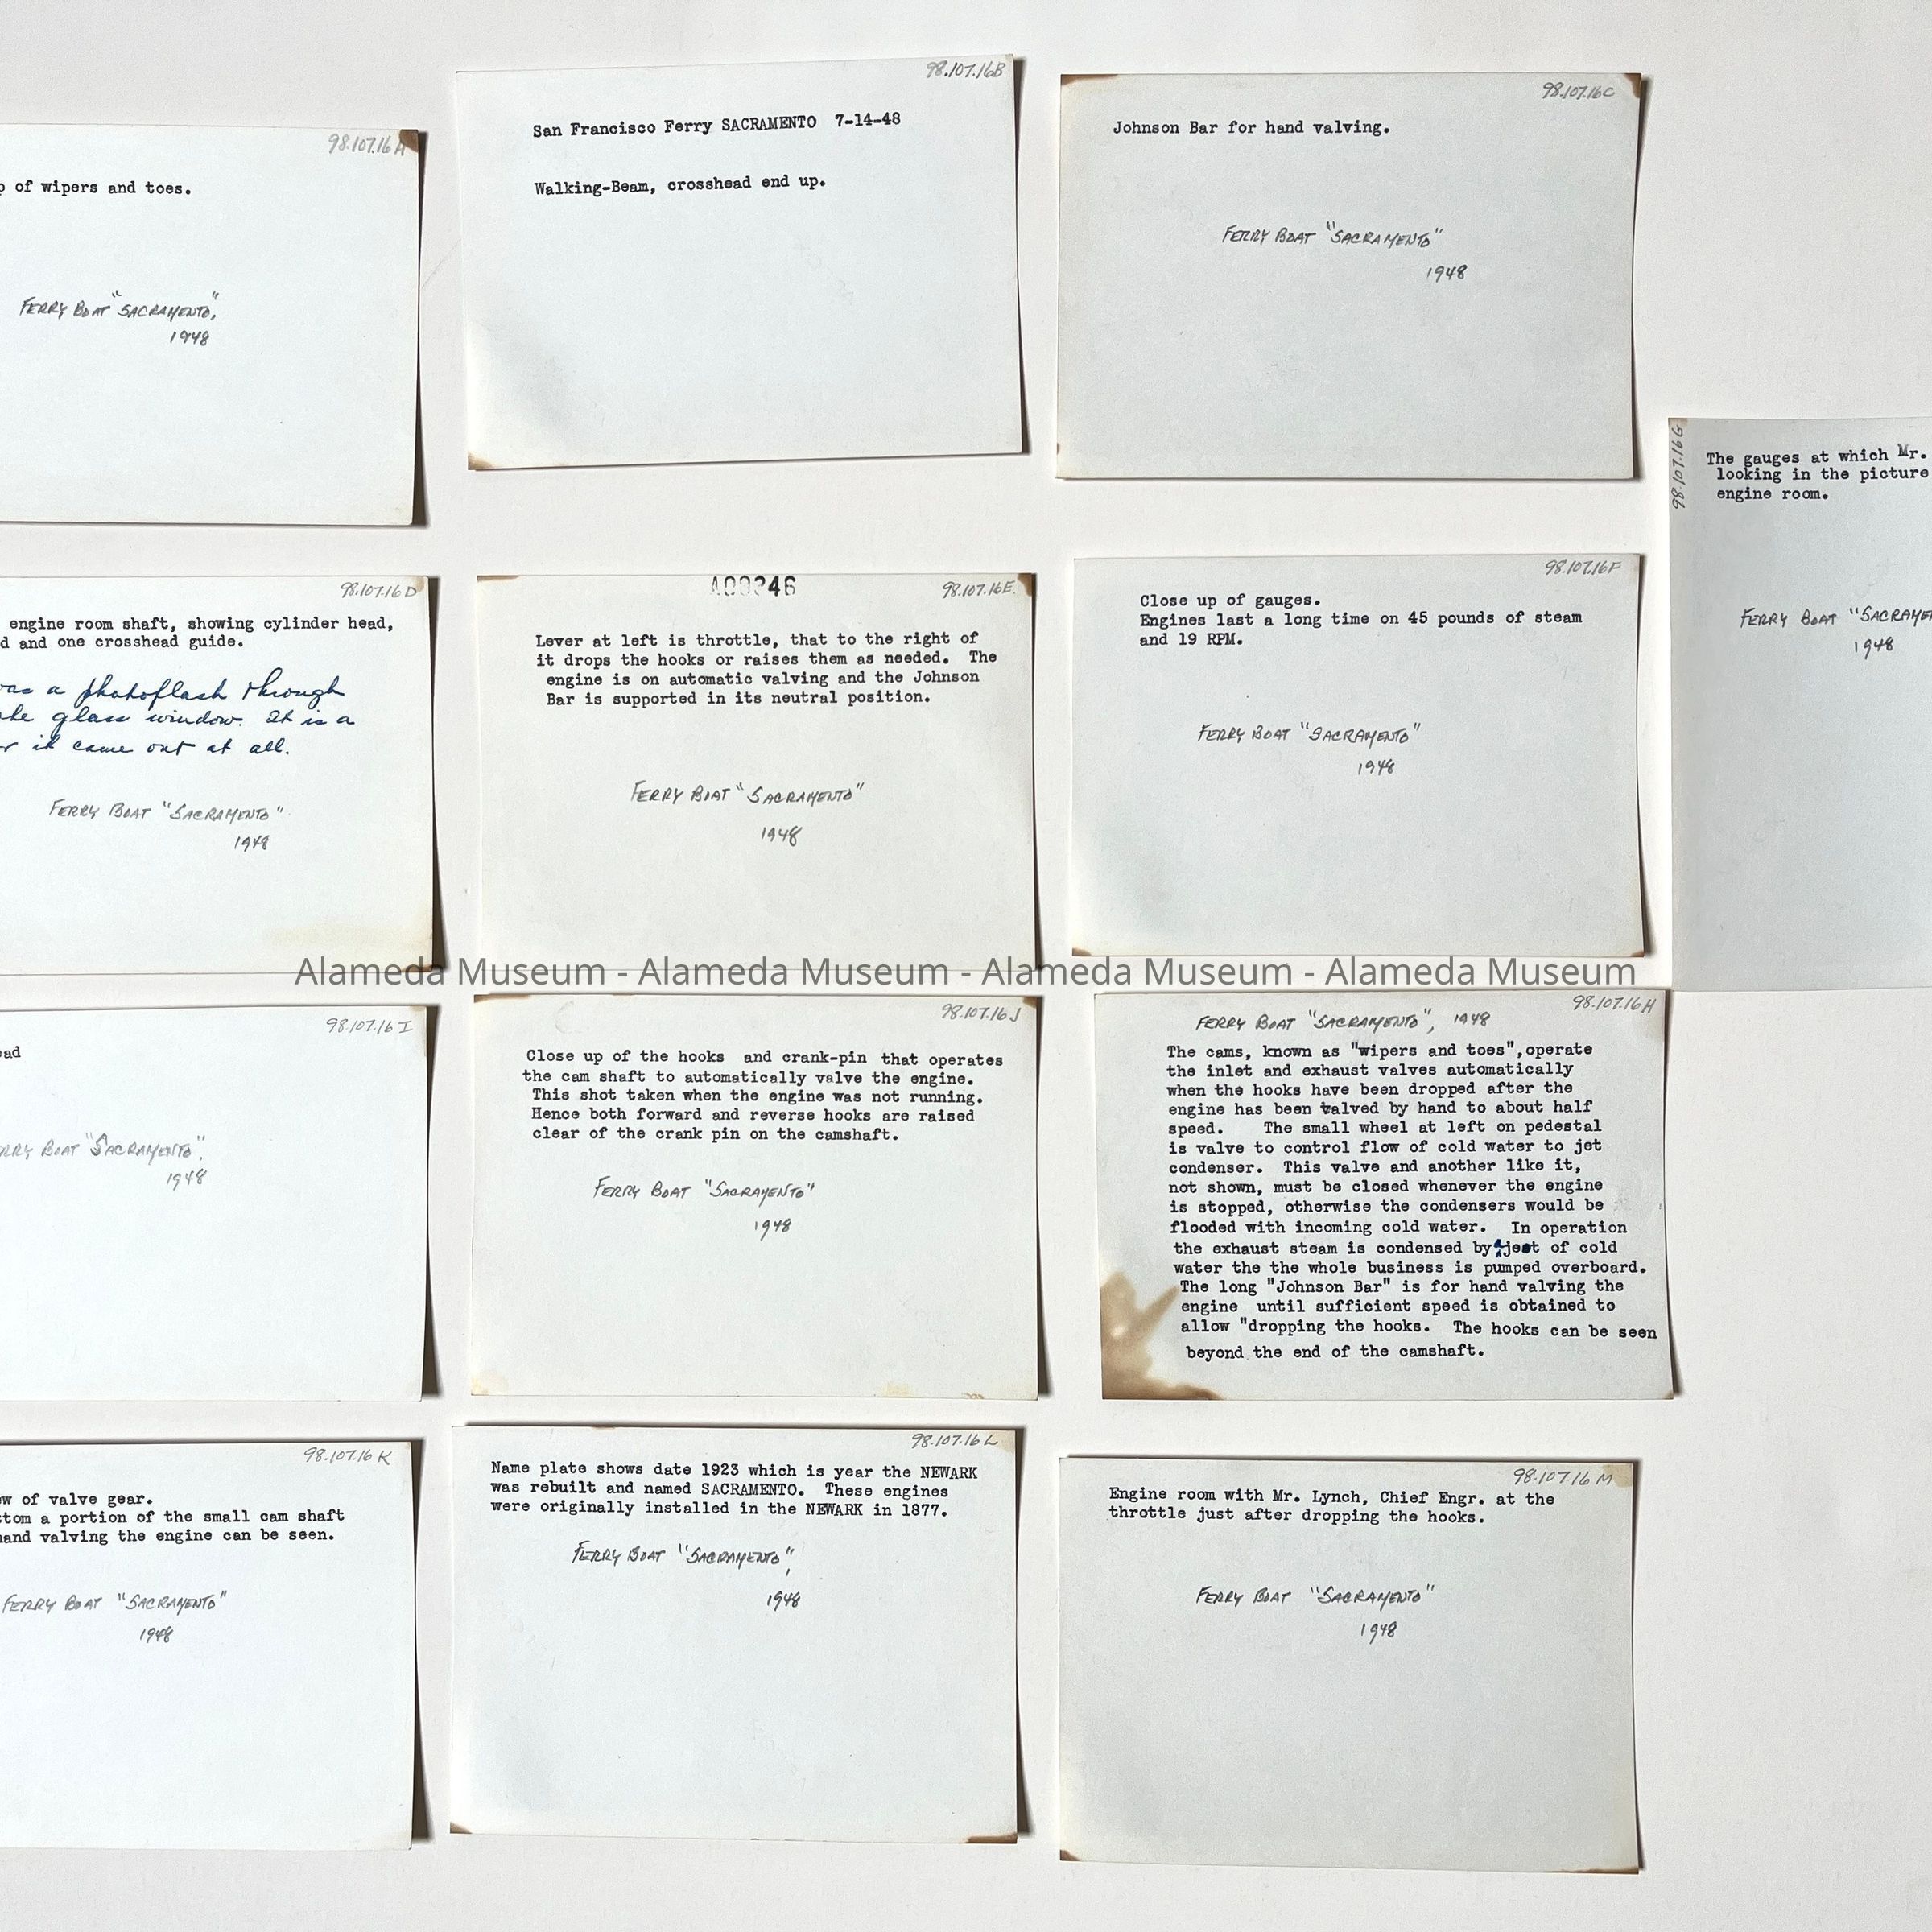 98.107.16A
of wipers and toes.
FERRY BOAT "SACRAMENTO",
1948
98.107.16B
San Francisco Ferry SACRAMENTO 7-14-48
Walking-Beam, crosshead end up.
98.107.16C
Johnson Bar for hand valving.
FERRY BOAT "SACRAMENTO"
1948
98.107.16D
engine room shaft, showing cylinder head,
and one crosshead guide.
a photoflash through
glass window. It is a
it came out at all.
FERRY BOAT "SACRAMENTO"
1948
A00346
98.107.16E
Lever at left is throttle, that to the right of
it drops the hooks or raises them as needed. The
engine is on automatic valving and the Johnson
Bar is supported in its neutral position.
FERRY BOAT "SACRAMENTO"
1948
98.107.16F
Close up of gauges.
Engines last a long time on 45 pounds of steam
and 19 RPM.
FERRY BOAT "SACRAMENTO"
1948
98.107.16G
The gauges at which Mr.
looking in the picture
engine room.
FERRY BOAT "SACRAMEN
1948
Alameda Museum - Alameda Museum - Alameda Museum - Alameda Museum
98.107.16I
ead
FERRY BOAT "SACRAMENTO",
1948
98.107.16J
Close up of the hooks and crank-pin that operates
the cam shaft to automatically valve the engine.
This shot taken when the engine was not running.
Hence both forward and reverse hooks are raised
clear of the crank pin on the camshaft.
FERRY BOAT "SACRAMENTO"
1948
98.107.16H
FERRY BOAT "SACRAMENTO", 1948
The cams, known as "wipers and toes",operate
the inlet and exhaust valves automatically
when the hooks have been dropped after the
engine has been valved by hand to about half
speed. The small wheel at left on pedestal
is valve to control flow of cold water to jet
condenser. This valve and another like it,
not shown, must be closed whenever the engine
is stopped, otherwise the condensers would be
flooded with incoming cold water. In operation
the exhaust steam is condensed by a jet of cold
water the the whole business is pumped overboard.
The long "Johnson Bar" is for hand valving the
engine until sufficient speed is obtained to
allow "dropping the hooks. The hooks can be seen
beyond the end of the camshaft.
98.107.16K
ew of valve gear.
ttom a portion of the small cam shaft
hand valving the engine can be seen.
FERRY BOAT "SACRAMENTO"
1948
98.107.16L
Name plate shows date 1923 which is year the NEWARK
was rebuilt and named SACRAMENTO. These engines
were originally installed in the NEWARK in 1877.
FERRY BOAT "SACRAMENTO",
1948
98.107.16M
Engine room with Mr. Lynch, Chief Engr. at the
throttle just after dropping the hooks.
FERRY BOAT "SACRAMENTO"
1948